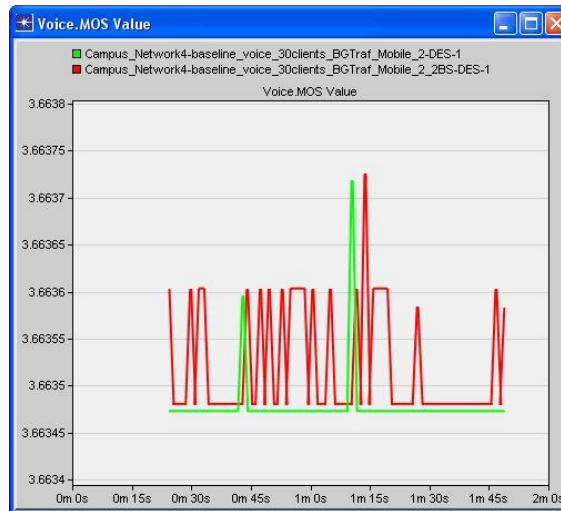 Voice.MOS Value
Campus_Network4-baseline_voice_30clients_BGTraf_Mobile_2-DES-1
Campus_Network4-baseline_voice_30clients_BGTraf_Mobile_2_2BS-DES-1
Voice.MOS Value
3.6638
3.66375
3.6637
3.66365
3.6636
3.66355
3.6635
3.66345
3.6634
0m 0s 0m 15s 0m 30s 0m 45s 1m 0s 1m 15s 1m 30s 1m 45s 2m 0s